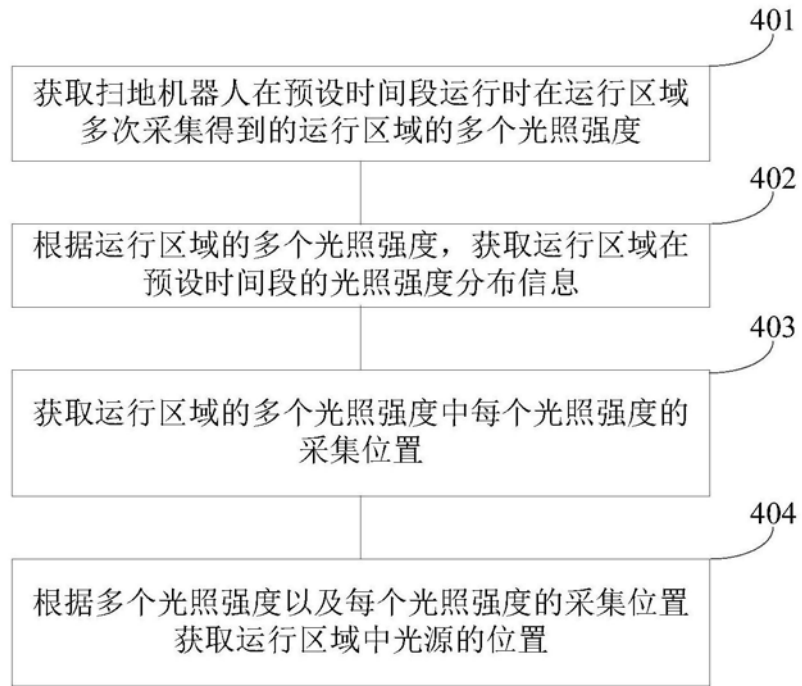 401
获取扫地机器人在预设时间段运行时在运行区域
多次采集得到的运行区域的多个光照强度
402
根据运行区域的多个光照强度，获取运行区域在
预设时间段的光照强度分布信息
403
获取运行区域的多个光照强度中每个光照强度的
采集位置
404
根据多个光照强度以及每个光照强度的采集位置
获取运行区域中光源的位置